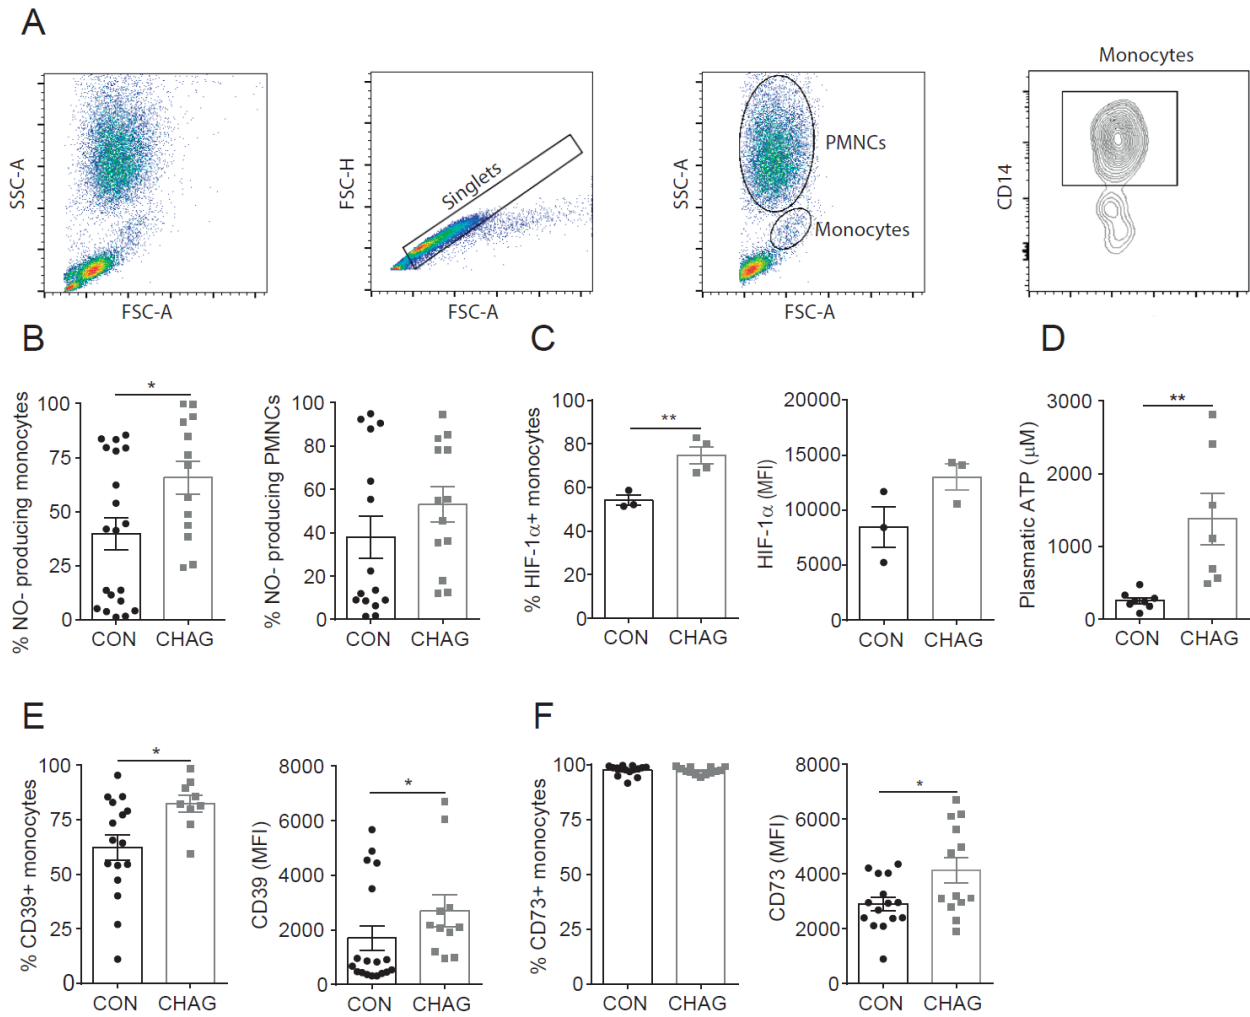 A
SSC-A
FSC-A
FSC-H
Singlets
FSC-A
SSC-A
PMNCs
Monocytes
FSC-A
Monocytes
CD14
B
% NO- producing monocytes
100
75
50
25
0
*
CON
CHAG
% NO- producing PMNCs
100
80
60
40
20
0
CON
CHAG
C
% HIF-1α+ monocytes
100
80
60
40
20
0
**
CON
CHAG
HIF-1α (MFI)
20000
15000
10000
5000
0
CON
CHAG
D
Plasmatic ATP (μM)
3000
2000
1000
0
**
CON
CHAG
E
% CD39+ monocytes
100
75
50
25
0
*
CON
CHAG
CD39 (MFI)
8000
6000
4000
2000
0
*
CON
CHAG
F
% CD73+ monocytes
100
75
50
25
0
CON
CHAG
CD73 (MFI)
8000
6000
4000
2000
0
*
CON
CHAG